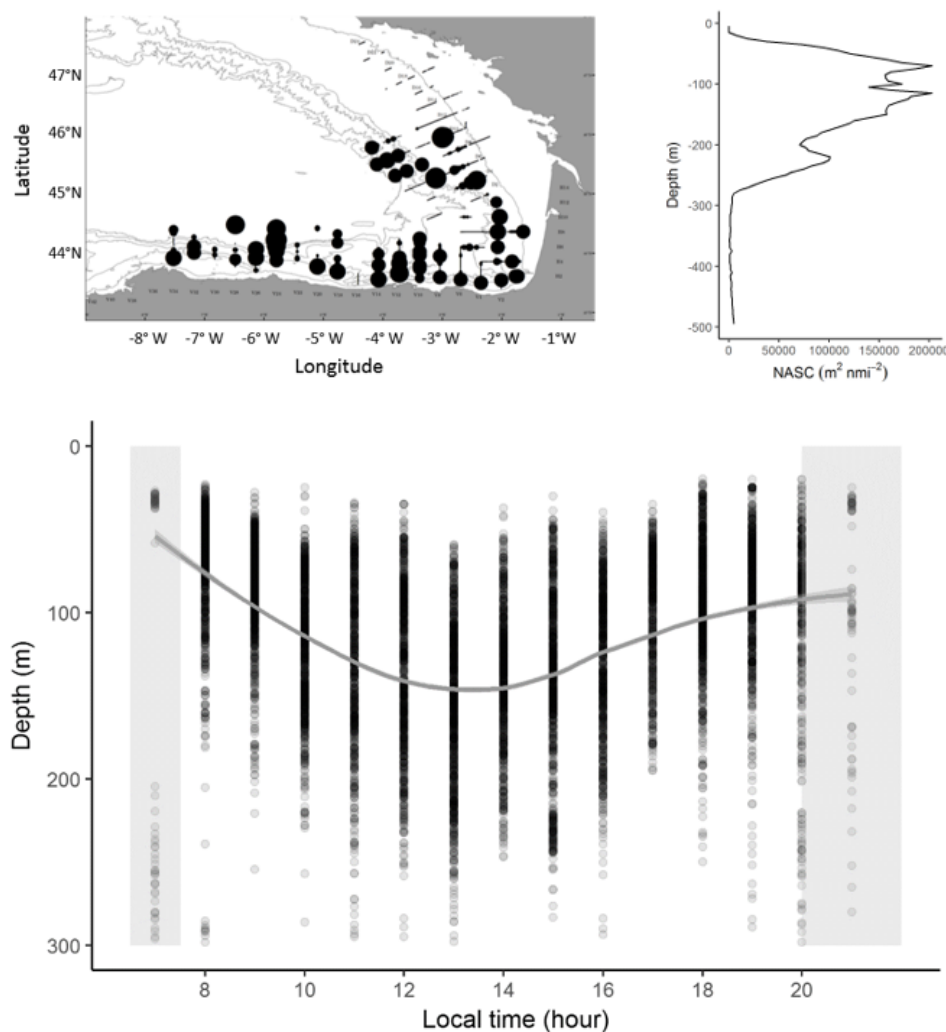 47°N
46°N
45°N
44°N
Latitude
-8° W -7° W -6° W -5° W -4° W -3° W -2° W -1°W
Longitude
0
-100
-200
-300
-400
-500
Depth (m)
0 50000 100000 150000 200000
NASC (m² nmi⁻²)
0
100
200
300
Depth (m)
8 10 12 14 16 18 20
Local time (hour)